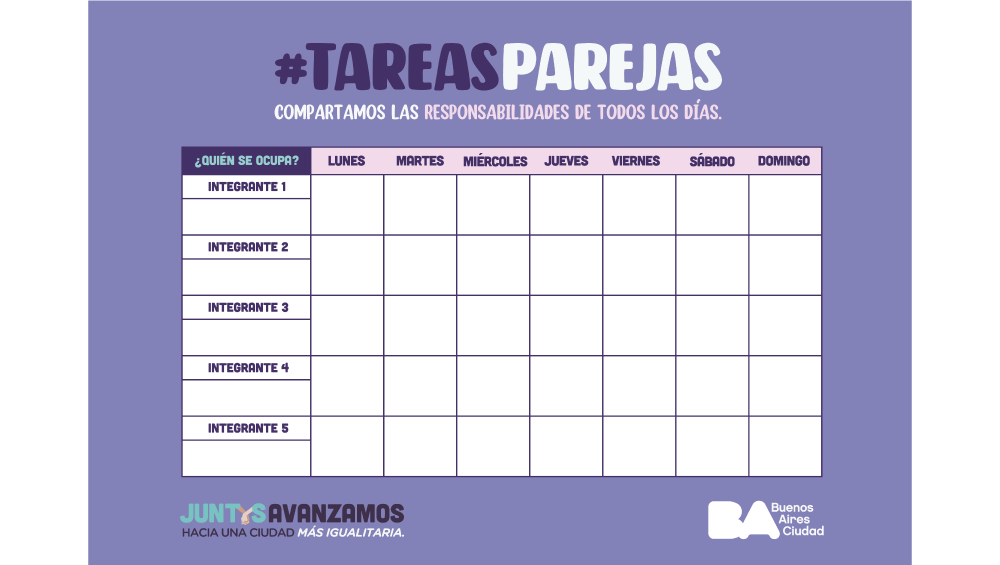 #TAREASPAREJAS
COMPARTAMOS LAS RESPONSABILIDADES DE TODOS LOS DÍAS.
¿QUIÉN SE OCUPA? LUNES MARTES MIÉRCOLES JUEVES VIERNES SÁBADO DOMINGO
INTEGRANTE 1
INTEGRANTE 2
INTEGRANTE 3
INTEGRANTE 4
INTEGRANTE 5
JUNTYS AVANZAMOS
HACIA UNA CIUDAD MÁS IGUALITARIA.
BA Buenos
Aires
Ciudad